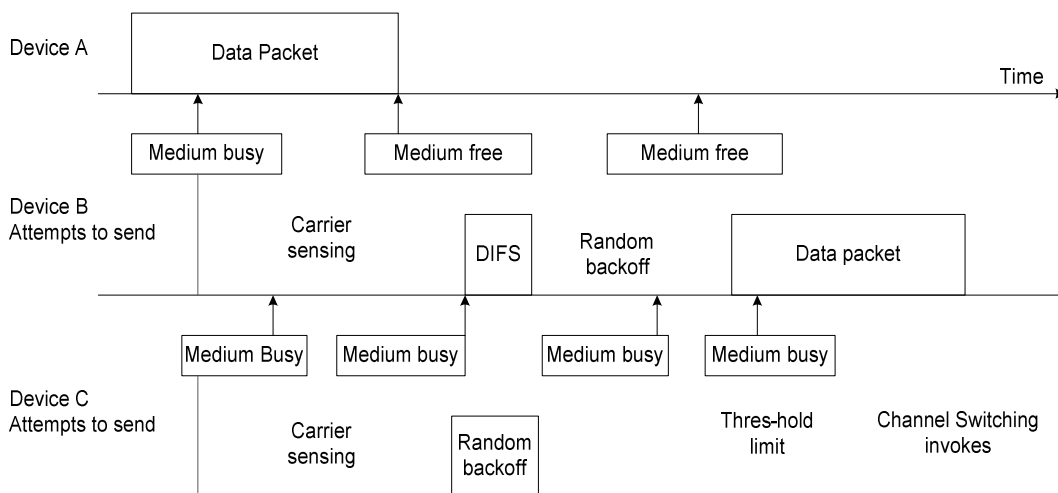 Device A
Data Packet
Time
Medium busy
Medium free
Medium free
Device B
Attempts to send
Carrier
sensing
DIFS
Random
backoff
Data packet
Medium Busy
Medium busy
Medium busy
Medium busy
Device C
Attempts to send
Carrier
sensing
Random
backoff
Thres-hold
limit
Channel Switching
invokes